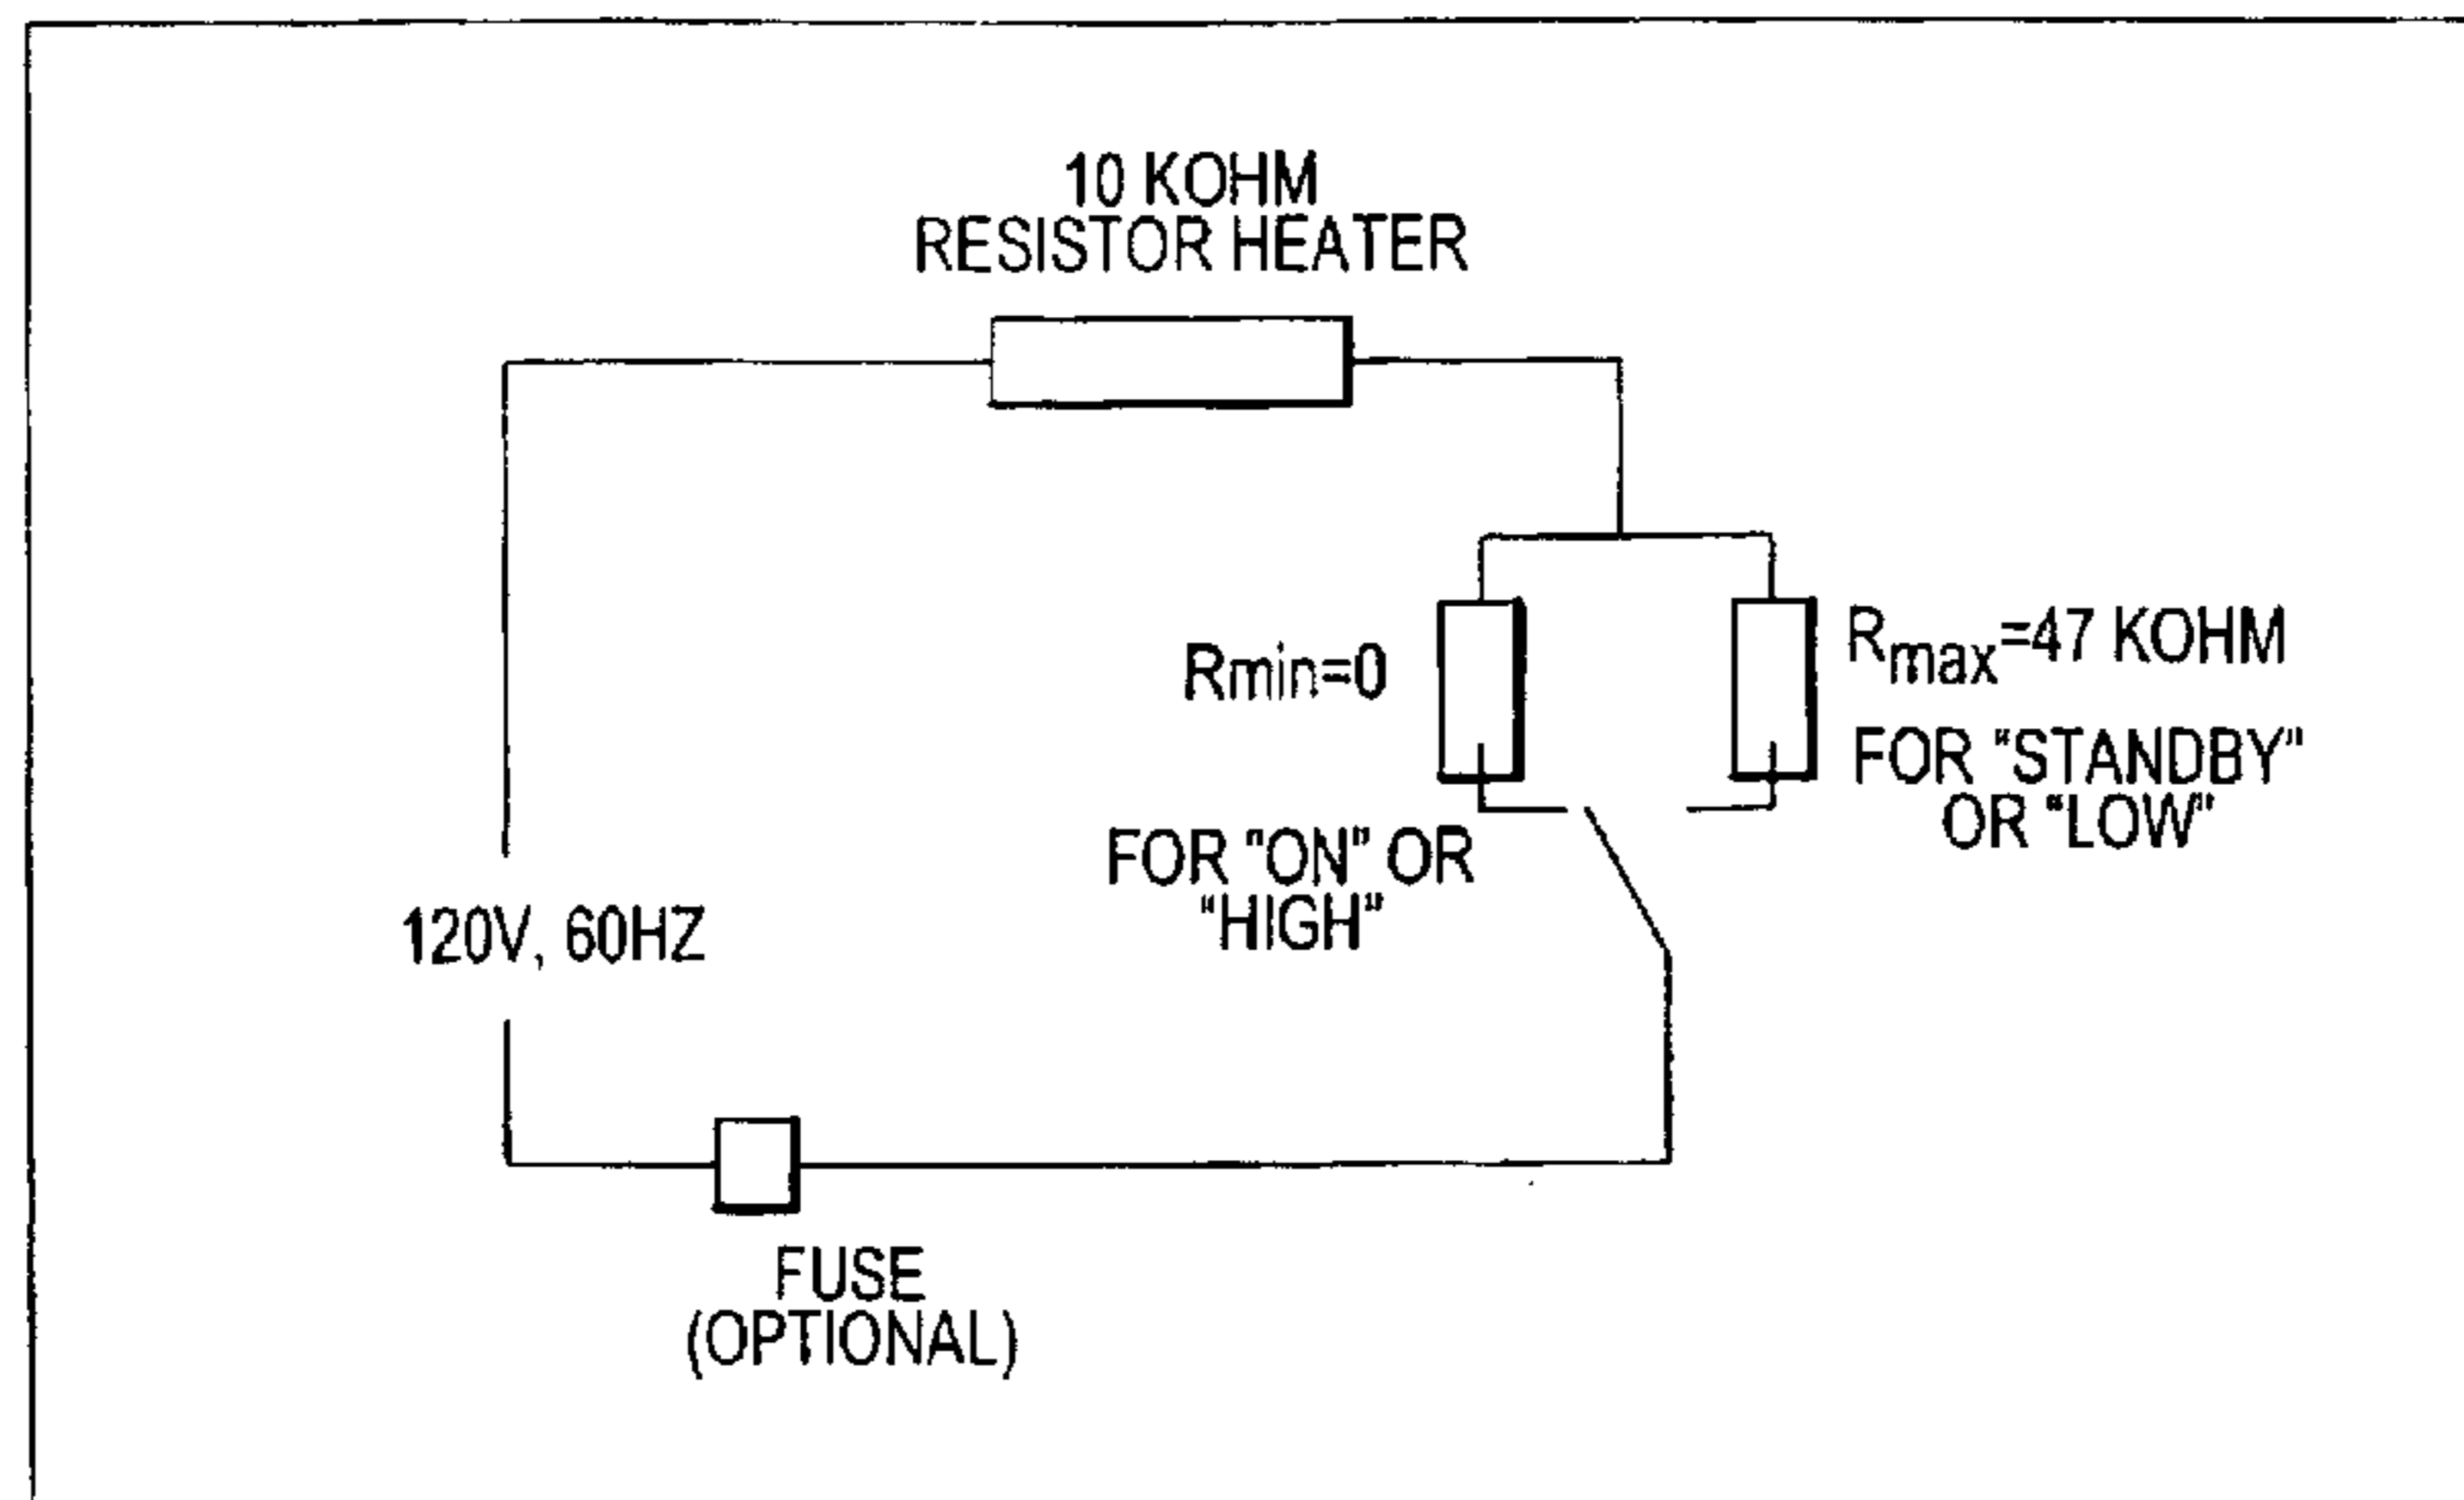 10 KOHM
RESISTOR HEATER
Rmin=0
Rmax=47 KOHM
FOR "STANDBY"
OR "LOW"
FOR "ON" OR
"HIGH"
120V, 60HZ
FUSE
(OPTIONAL)